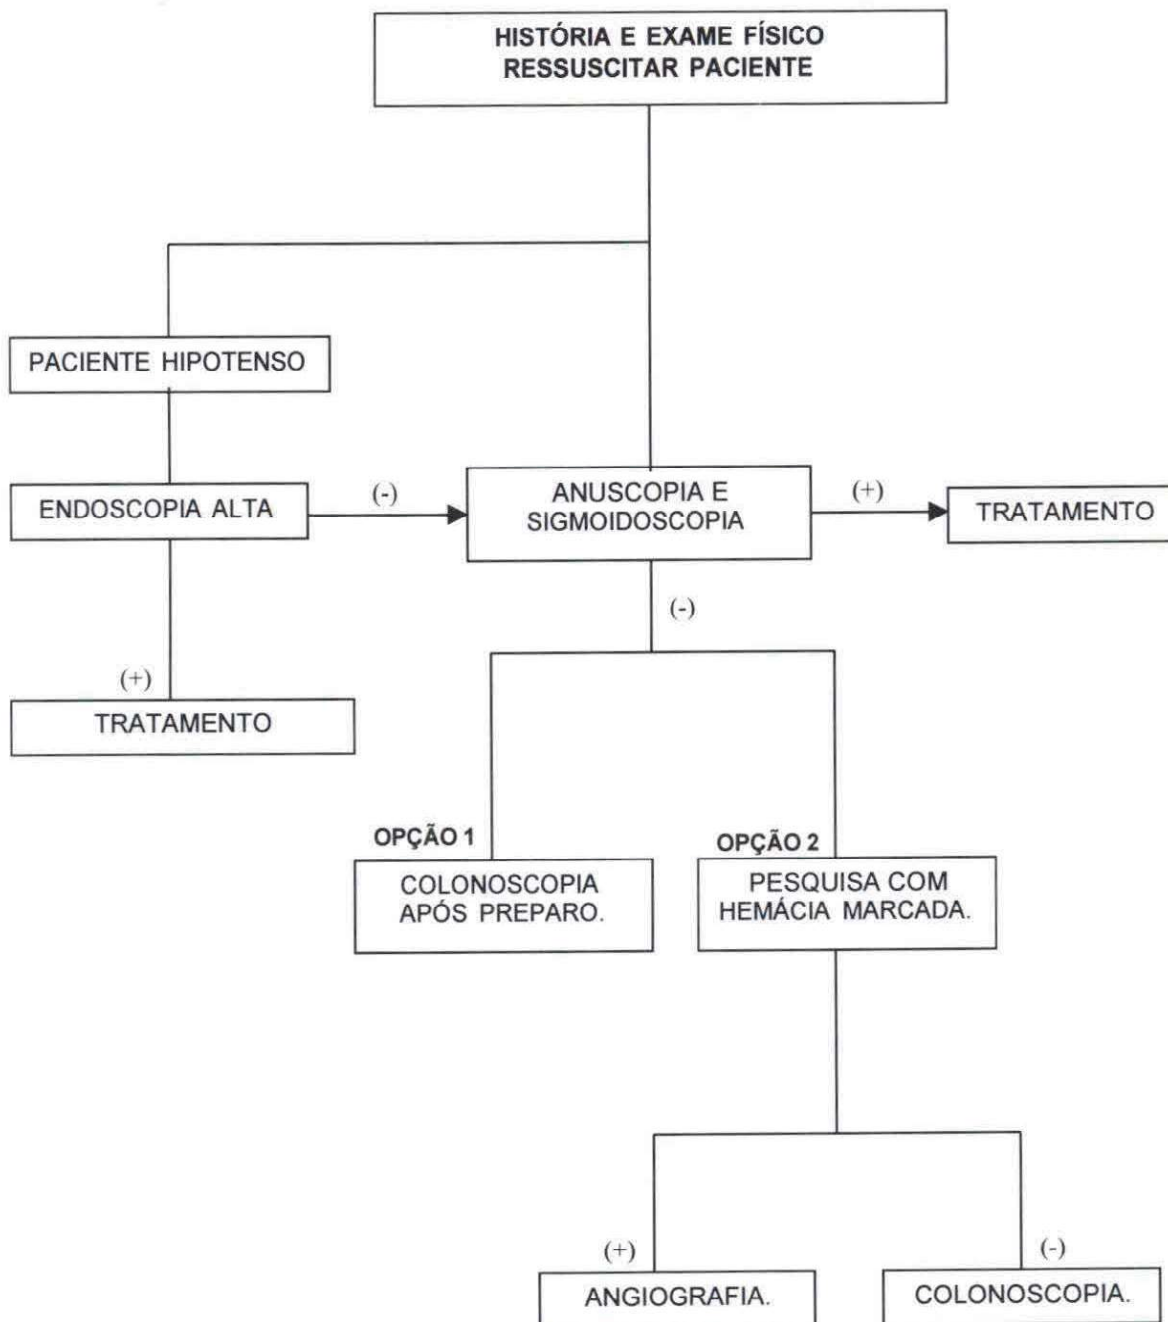 HISTÓRIA E EXAME FÍSICO
RESSUSCITAR PACIENTE
PACIENTE HIPOTENSO
ENDOSCOPIA ALTA
(-)
ANUSCOPIA E
SIGMOIDOSCOPIA
(+)
TRATAMENTO
(-)
(+)
TRATAMENTO
OPÇÃO 1
COLONOSCOPIA
APÓS PREPARO.
OPÇÃO 2
PESQUISA COM
HEMÁCIA MARCADA.
(+)
ANGIOGRAFIA.
(-)
COLONOSCOPIA.